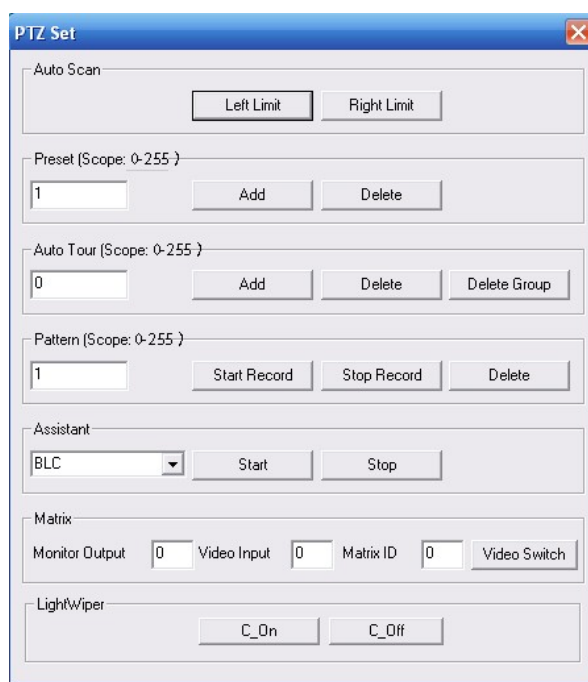 PTZ Set
Auto Scan
Left Limit Right Limit
Preset (Scope: 0-255 )
1 Add Delete
Auto Tour (Scope: 0-255 )
0 Add Delete Delete Group
Pattern (Scope: 0-255 )
1 Start Record Stop Record Delete
Assistant
BLC Start Stop
Matrix
Monitor Output 0 Video Input 0 Matrix ID 0 Video Switch
LightWiper
C_On C_Off